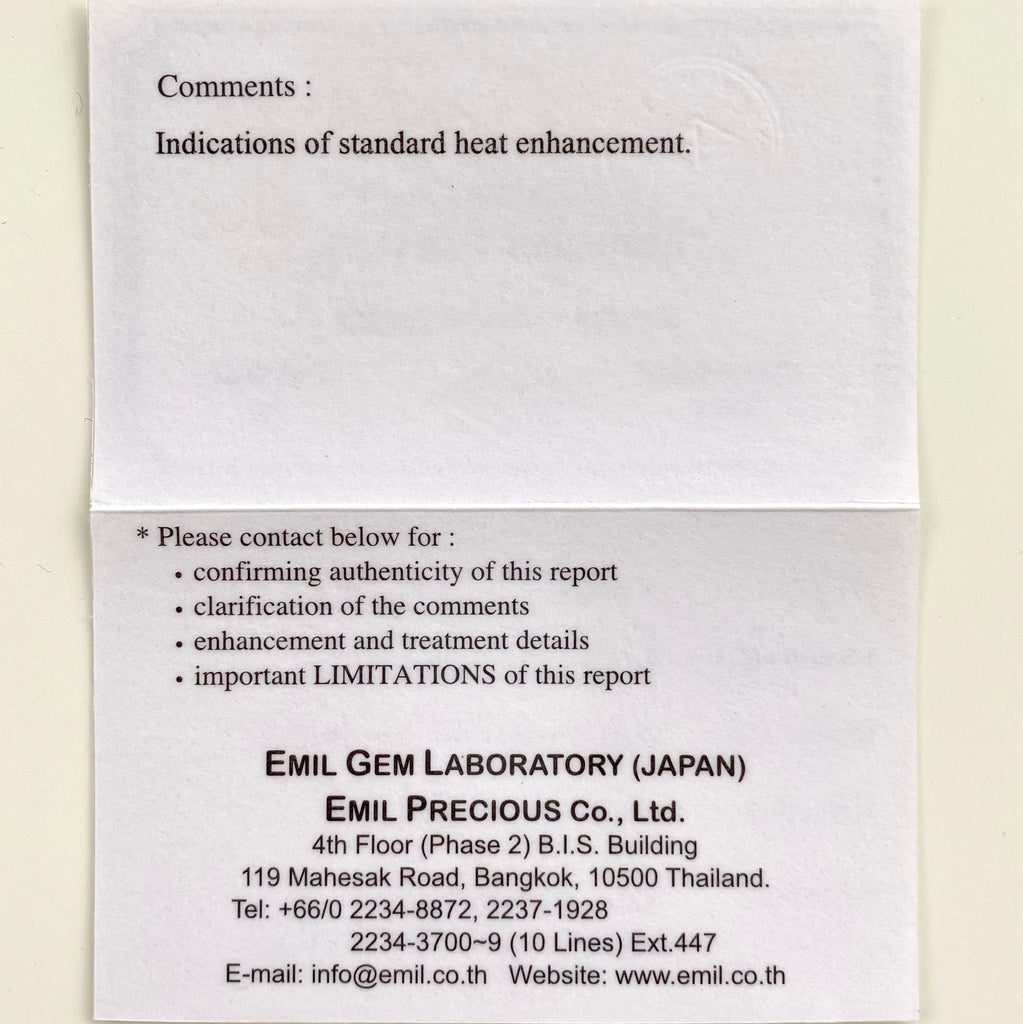 Comments :
Indications of standard heat enhancement.
* Please contact below for :
• confirming authenticity of this report
• clarification of the comments
• enhancement and treatment details
• important LIMITATIONS of this report
EMIL GEM LABORATORY (JAPAN)
EMIL PRECIOUS Co., Ltd.
4th Floor (Phase 2) B.I.S. Building
119 Mahesak Road, Bangkok, 10500 Thailand.
Tel: +66/0 2234-8872, 2237-1928
2234-3700~9 (10 Lines) Ext.447
E-mail: info@emil.co.th Website: www.emil.co.th